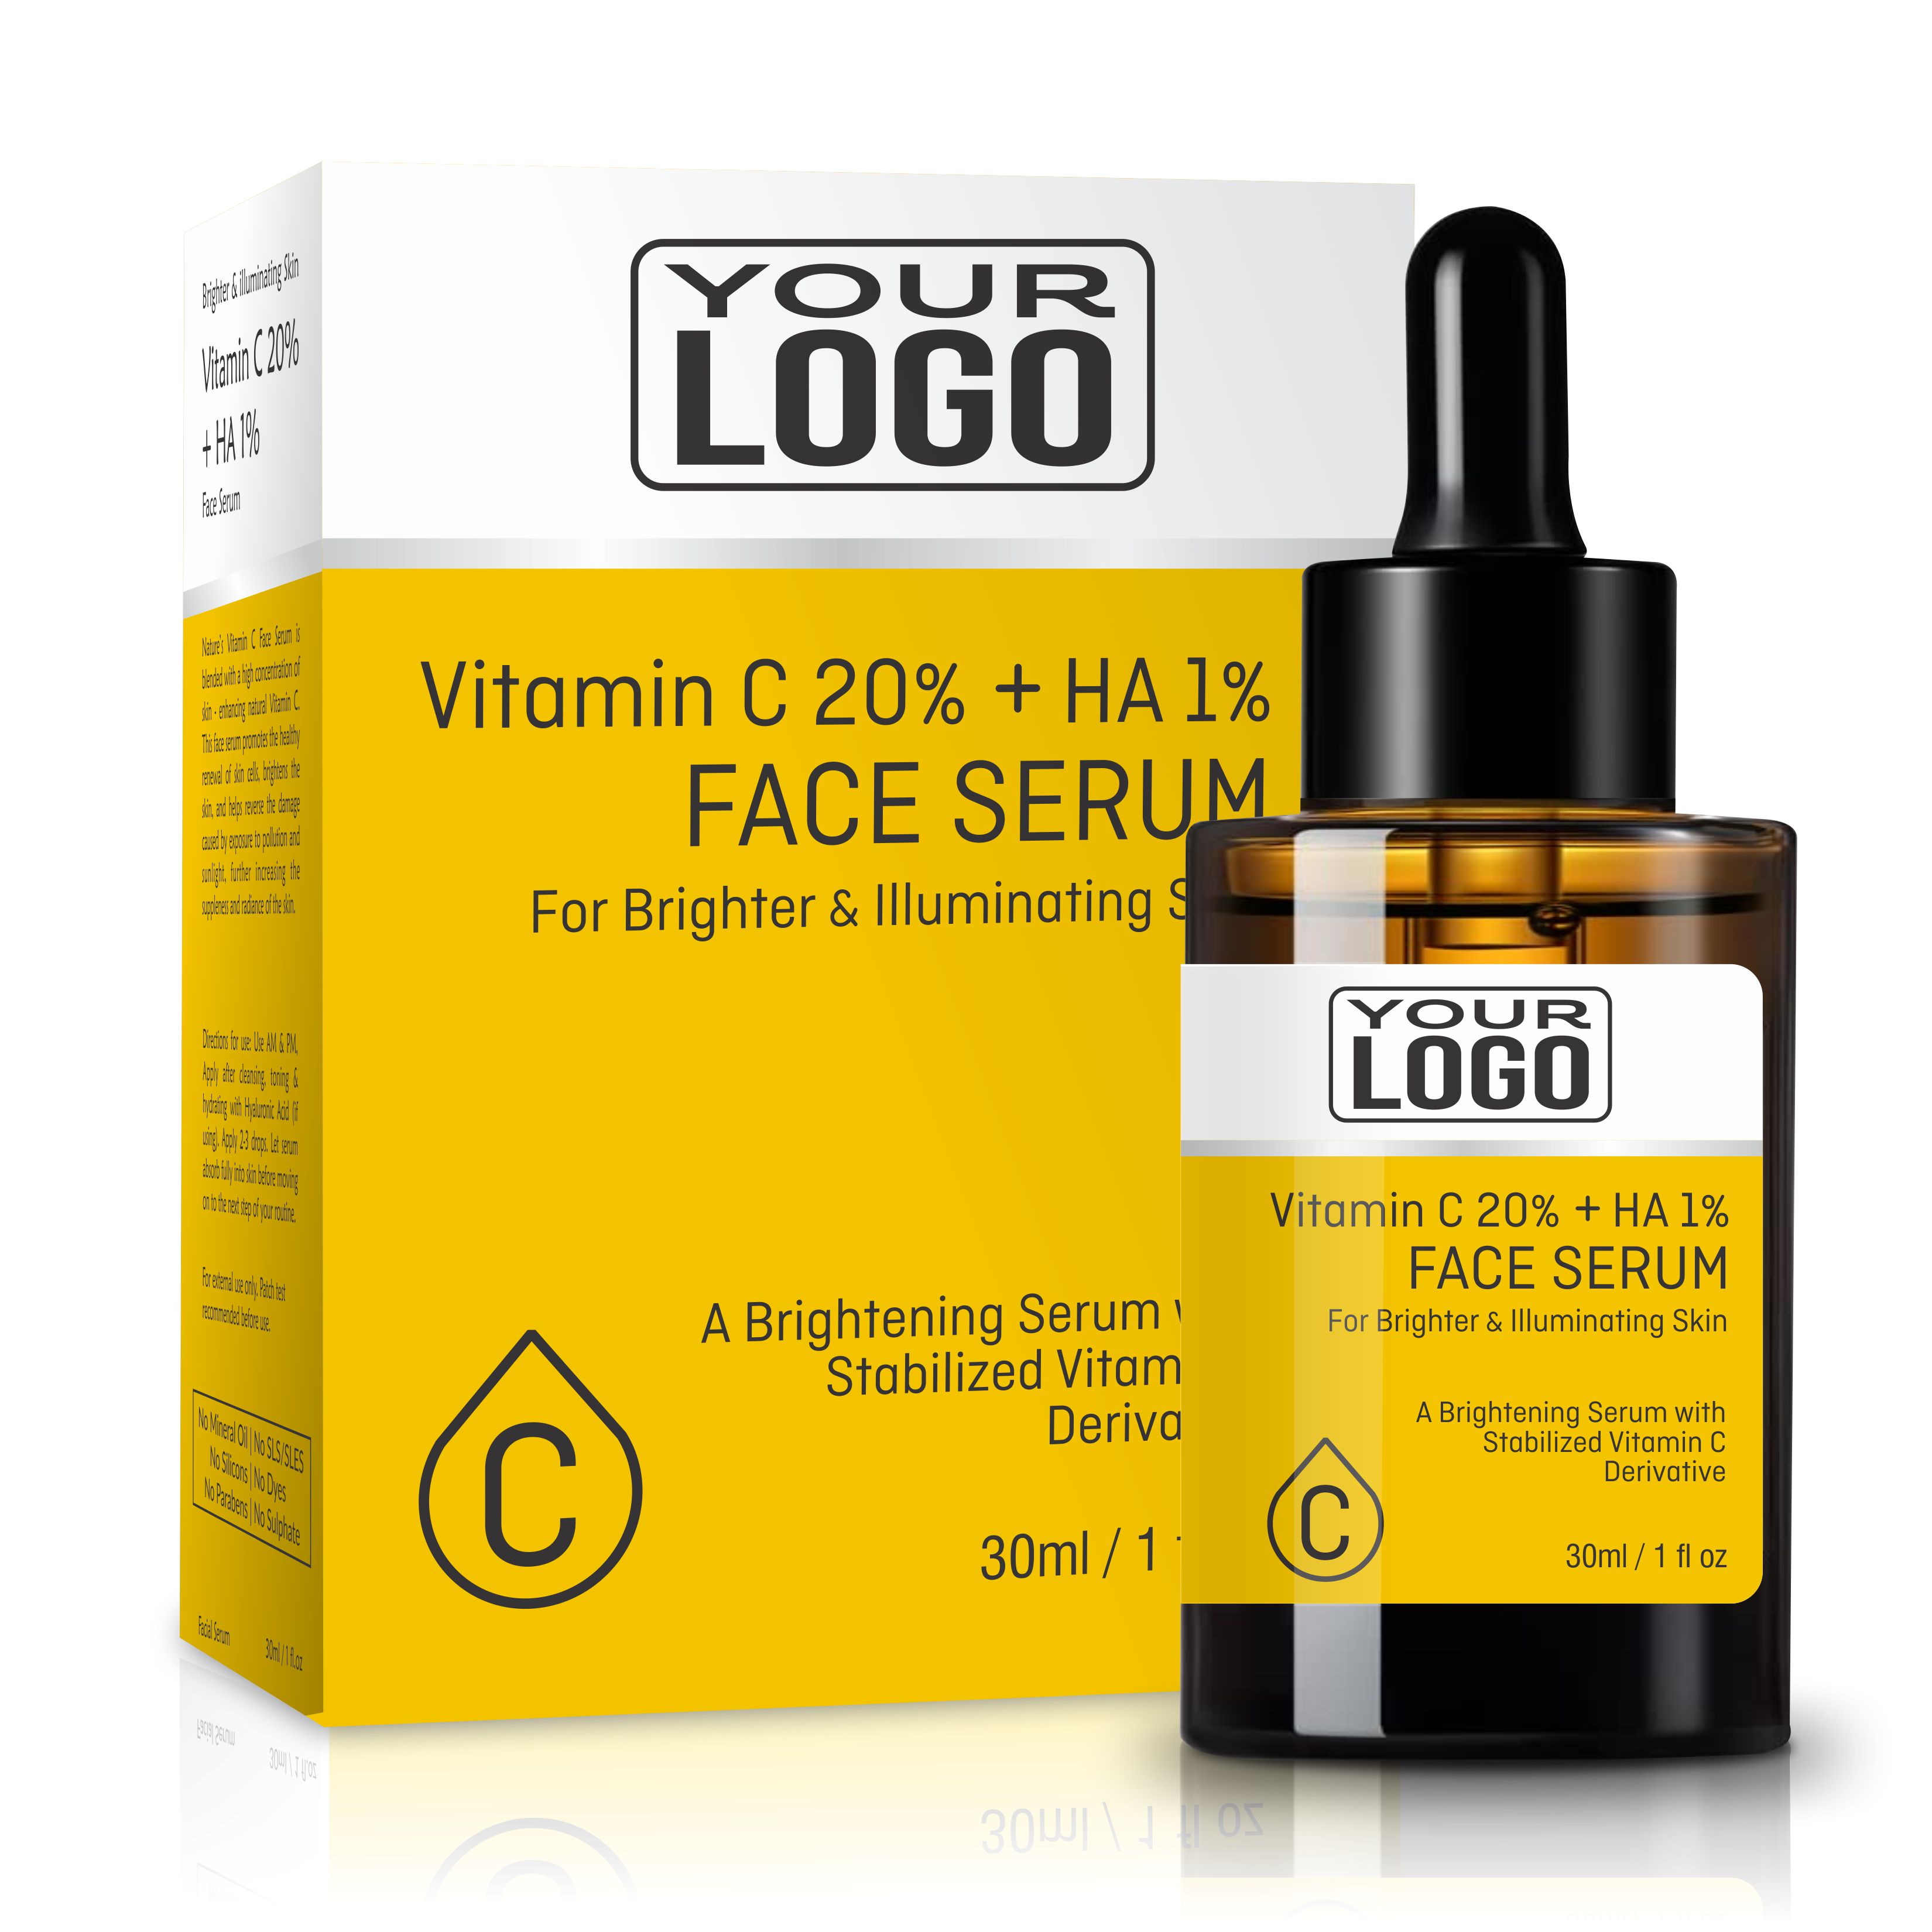 Brighter & illuminating Skin
Vitamin C 20%
+ HA 1%
Face Serum
Nature's Vitamin C Face Serum is
blended with a high concentration of
skin - enhancing natural Vitamin C.
This face serum promotes the healthy
renewal of skin cells, brightens the
skin, and helps reverse the damage
caused by exposure to pollution and
sunlight, further increasing the
suppleness and radiance of the skin.
Directions for use: Use AM & PM,
Apply after cleansing, toning &
hydrating with Hyaluronic Acid (if
using). Apply 2-3 drops. Let serum
absorb fully into skin before moving
on to the next step of your routine.
For external use only. Patch test
recommended before use.
No Mineral Oil | No SLS/SLES
No Silicons | No Dyes
No Parabens | No Sulphate
Facial Serum 30ml / 1 fl.oz
YOUR
LOGO
Vitamin C 20% + HA 1%
FACE SERUM
For Brighter & Illuminating S
A Brightening Serum
Stabilized Vitam
Deriva
C
30ml / 1
YOUR
LOGO
Vitamin C 20% + HA 1%
FACE SERUM
For Brighter & Illuminating Skin
A Brightening Serum with
Stabilized Vitamin C
Derivative
C
30ml / 1 fl oz